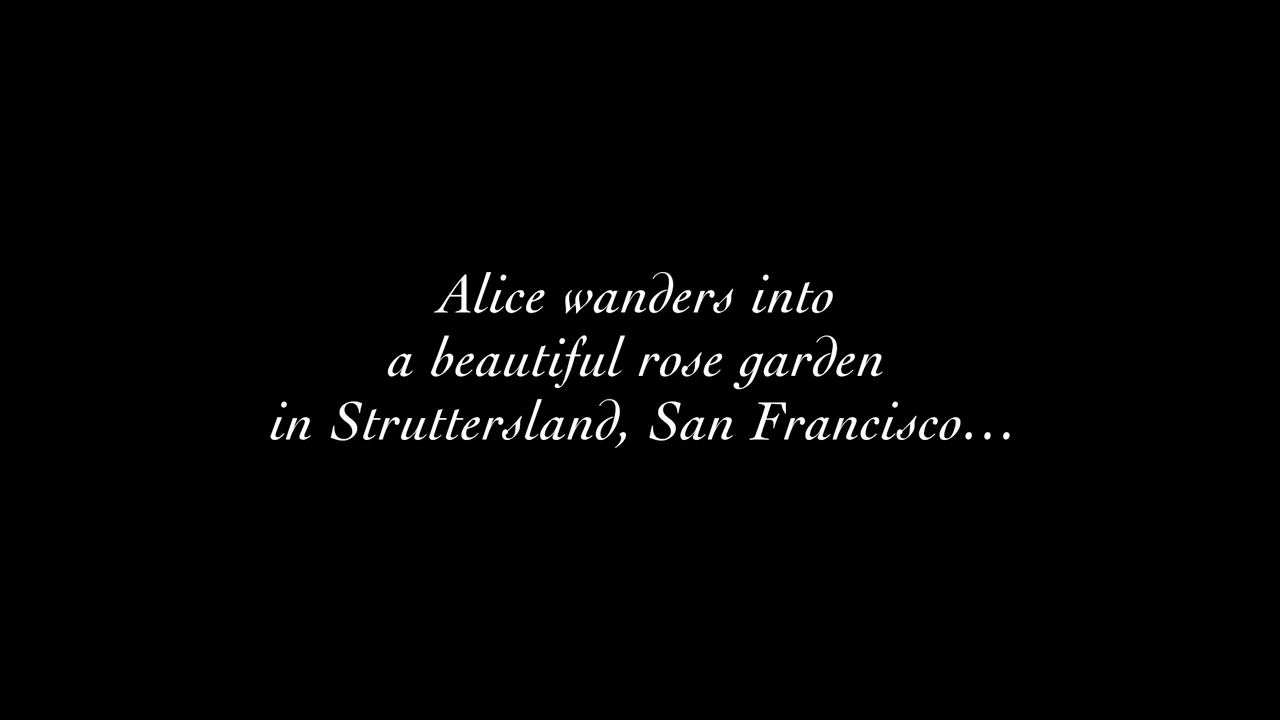 Alice wanders into
a beautiful rose garden
in Struttersland, San Francisco...